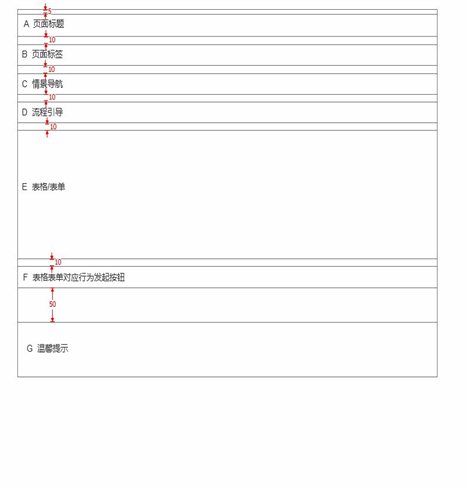 5
A 页面标题
10
B 页面标签
10
C 情景导航
10
D 流程引导
10
E 表格/表单
10
F 表格表单对应行为发起按钮
50
G 温馨提示